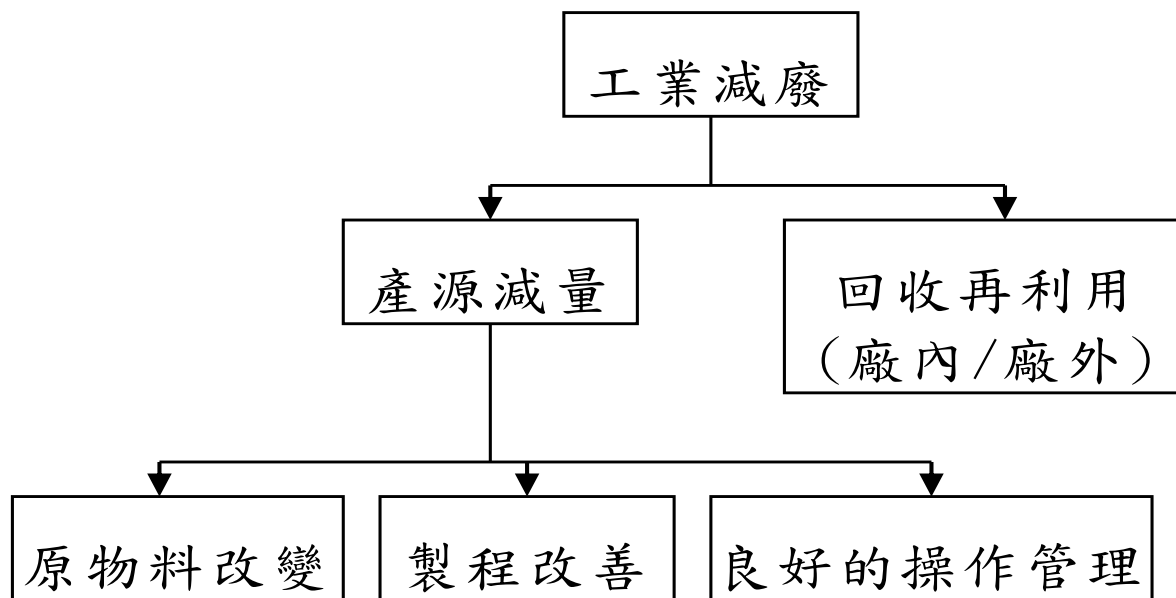 工業減廢
產源減量
回收再利用
(廠內/廠外)
原物料改變
製程改善
良好的操作管理